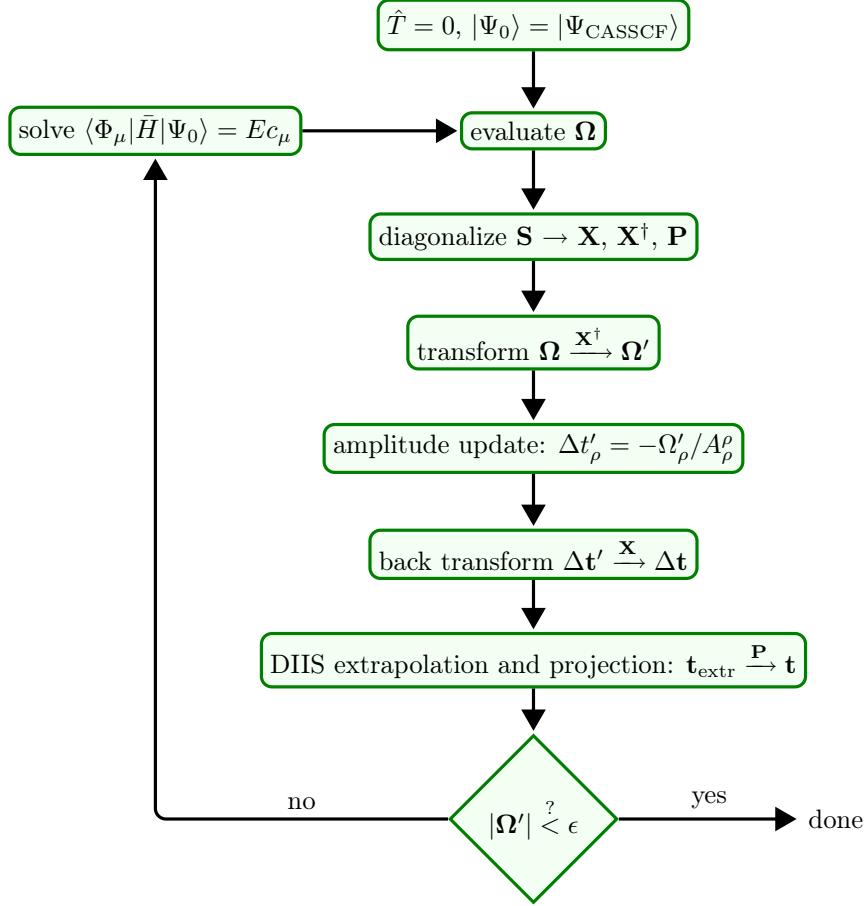 T̂ = 0, |Ψ₀⟩ = |Ψ_CASSCF⟩
solve ⟨Φ_μ|H̄|Ψ₀⟩ = Ec_μ
evaluate Ω
diagonalize S → X, X†, P
transform Ω —X†→ Ω′
amplitude update: Δt′_ρ = −Ω′_ρ/A^ρ_ρ
back transform Δt′ —X→ Δt
DIIS extrapolation and projection: t_extr —P→ t
no
|Ω′| <? ϵ
yes
done